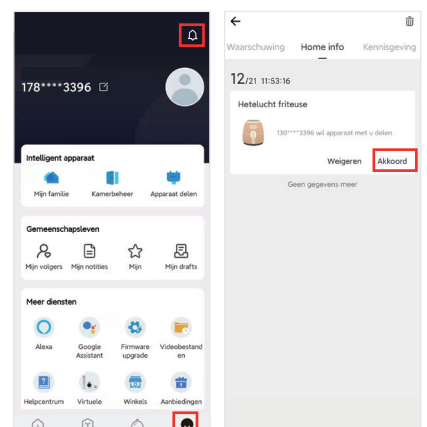 178****3396
Intelligent apparaat
Mijn familie
Kamerbeheer
Apparaat delen
Gemeenschapsleven
Mijn volgers
Mijn notities
Mijn
Mijn drafts
Meer diensten
Alexa
Google
Assistant
Firmware
upgrade
Videobestand
en
Helpcentrum
Virtuele
Winkels
Aanbiedingen
Waarschuwing
Home info
Kennisgeving
12/21 11:53:16
Hetelucht friteuse
130****3396 wil apparaat met u delen
Weigeren
Akkoord
Geen gegevens meer